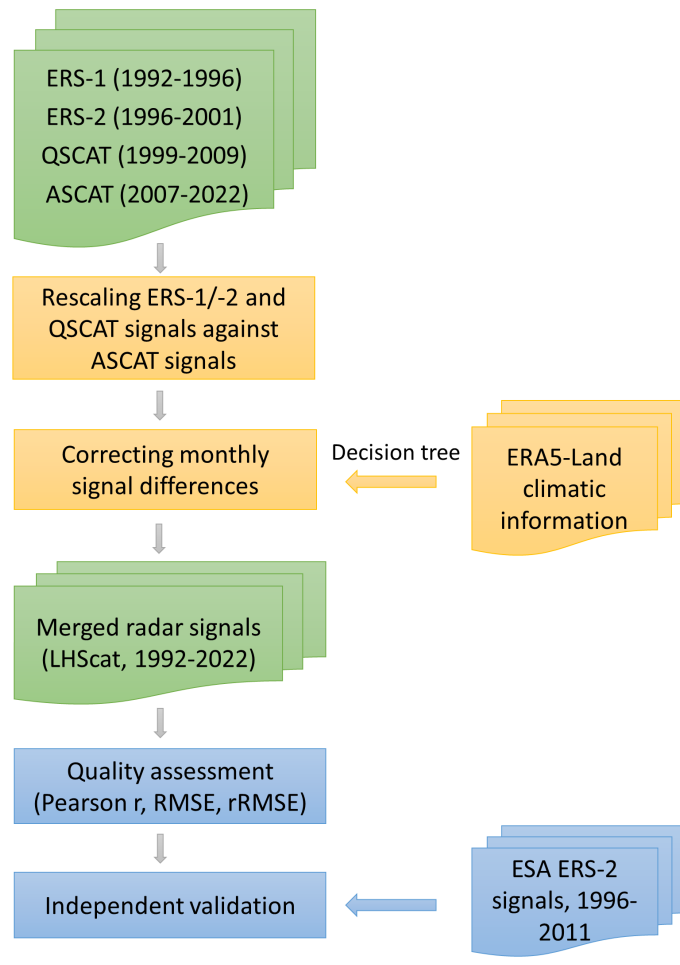 ERS-1 (1992-1996)
ERS-2 (1996-2001)
QSCAT (1999-2009)
ASCAT (2007-2022)
Rescaling ERS-1/-2 and
QSCAT signals against
ASCAT signals
Correcting monthly
signal differences
Decision tree
ERA5-Land
climatic
information
Merged radar signals
(LHScat, 1992-2022)
Quality assessment
(Pearson r, RMSE, rRMSE)
Independent validation
ESA ERS-2
signals, 1996-
2011